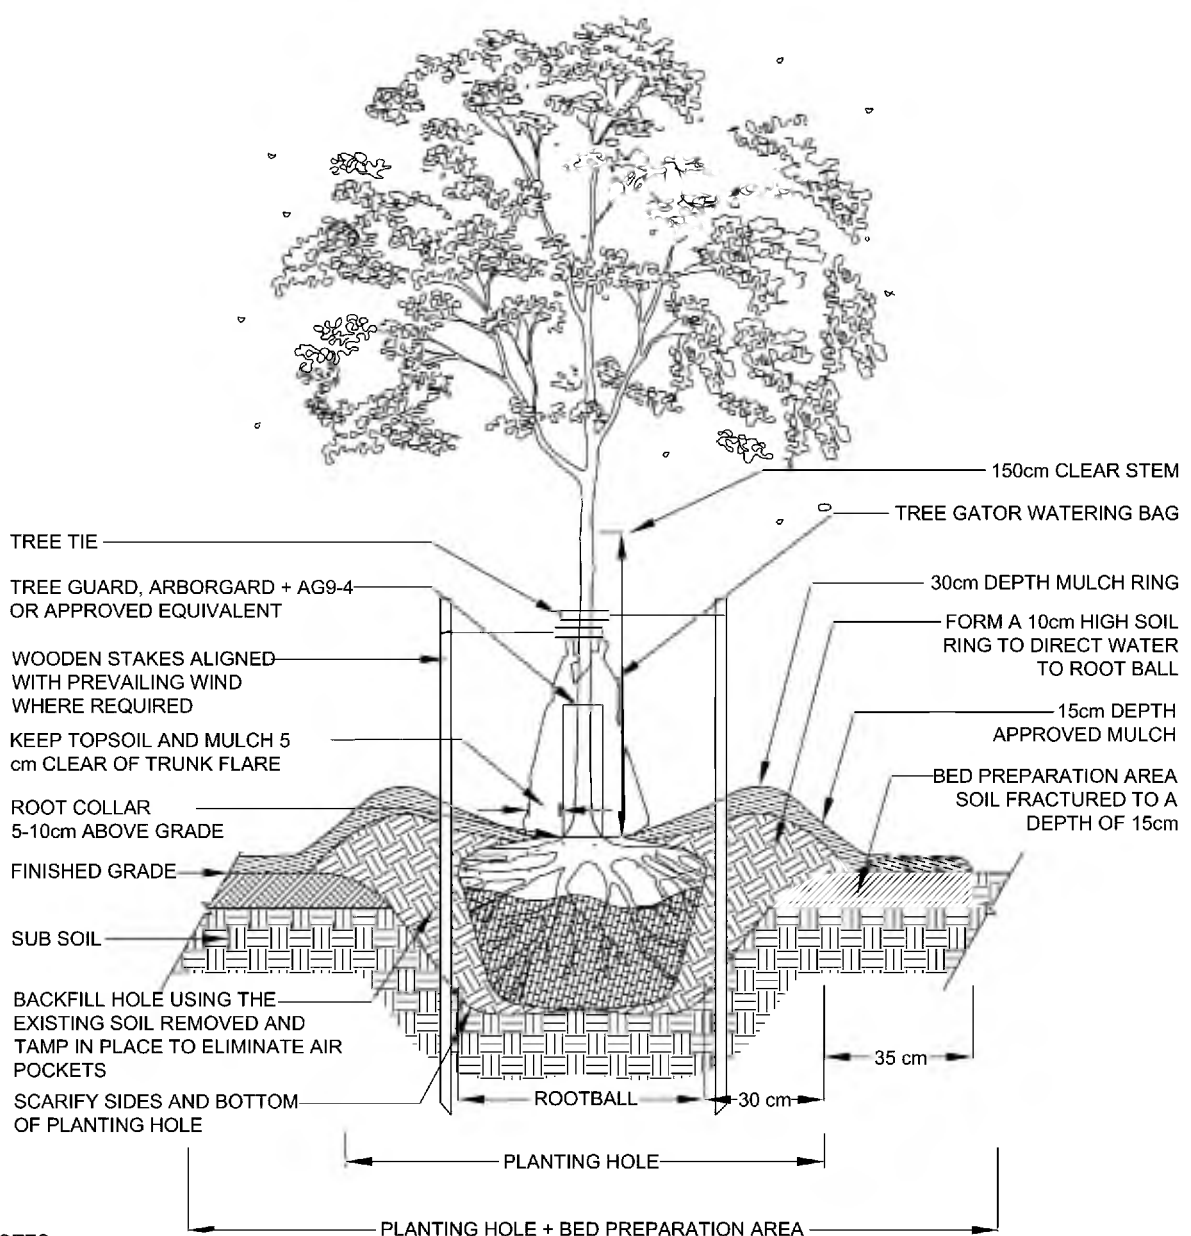 150cm CLEAR STEM
TREE GATOR WATERING BAG
TREE TIE
TREE GUARD, ARBORGARD + AG9-4
OR APPROVED EQUIVALENT
30cm DEPTH MULCH RING
FORM A 10cm HIGH SOIL
RING TO DIRECT WATER
TO ROOT BALL
WOODEN STAKES ALIGNED
WITH PREVAILING WIND
WHERE REQUIRED
15cm DEPTH
APPROVED MULCH
KEEP TOPSOIL AND MULCH 5
cm CLEAR OF TRUNK FLARE
BED PREPARATION AREA
SOIL FRACTURED TO A
DEPTH OF 15cm
ROOT COLLAR
5-10cm ABOVE GRADE
FINISHED GRADE
SUB SOIL
BACKFILL HOLE USING THE
EXISTING SOIL REMOVED AND
TAMP IN PLACE TO ELIMINATE AIR
POCKETS
35 cm
SCARIFY SIDES AND BOTTOM
OF PLANTING HOLE
ROOTBALL
30 cm
PLANTING HOLE
PLANTING HOLE + BED PREPARATION AREA